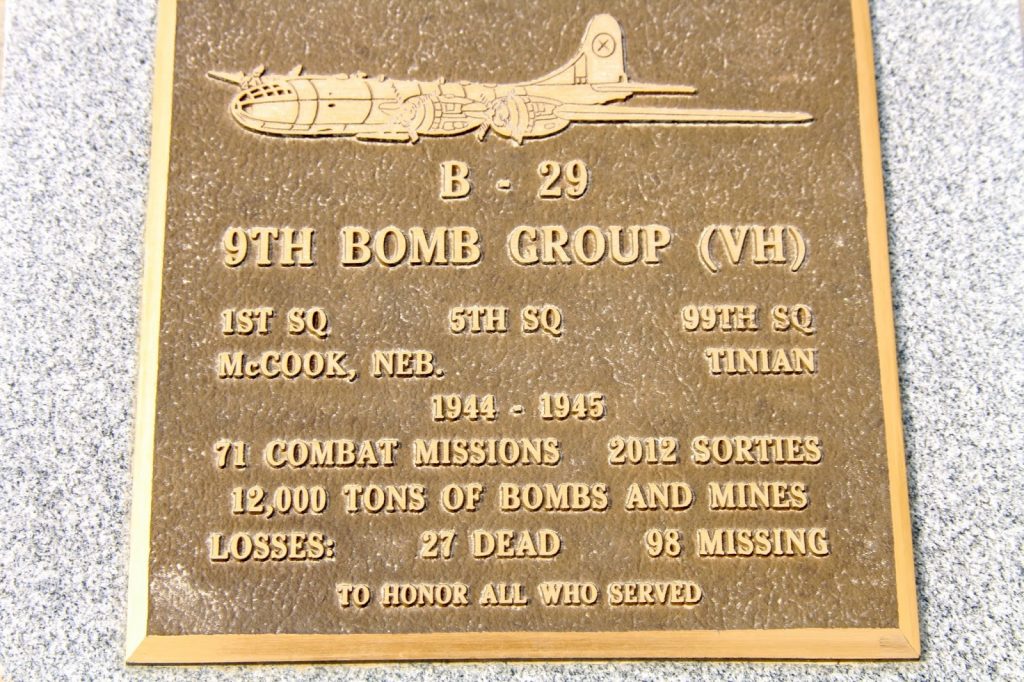 B - 29
9TH BOMB GROUP (VH)
1ST SQ 5TH SQ 99TH SQ
McCOOK, NEB. TINIAN
1944 - 1945
71 COMBAT MISSIONS 2012 SORTIES
12,000 TONS OF BOMBS AND MINES
LOSSES: 27 DEAD 98 MISSING
TO HONOR ALL WHO SERVED